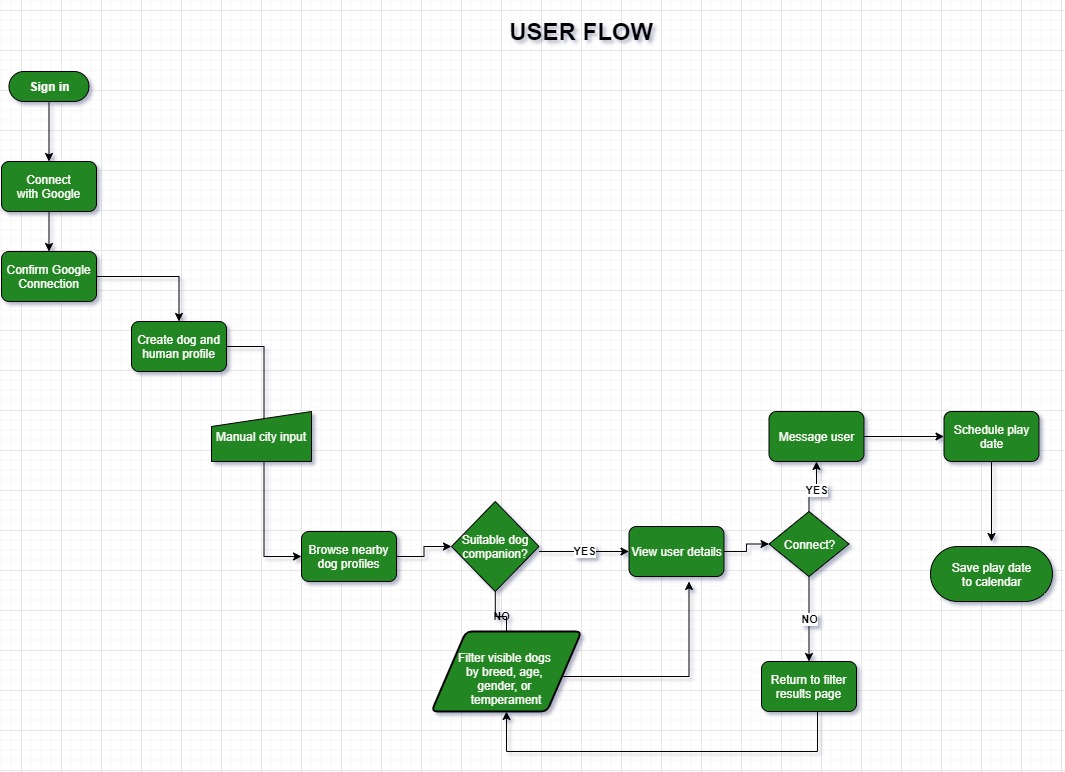 USER FLOW
Sign in
Connect
with Google
Confirm Google
Connection
Create dog and
human profile
Manual city input
Browse nearby
dog profiles
Suitable dog
companion?
YES
NO
Filter visible dogs
by breed, age,
gender, or
temperament
View user details
Connect?
YES
NO
Message user
Schedule play
date
Save play date
to calendar
Return to filter
results page